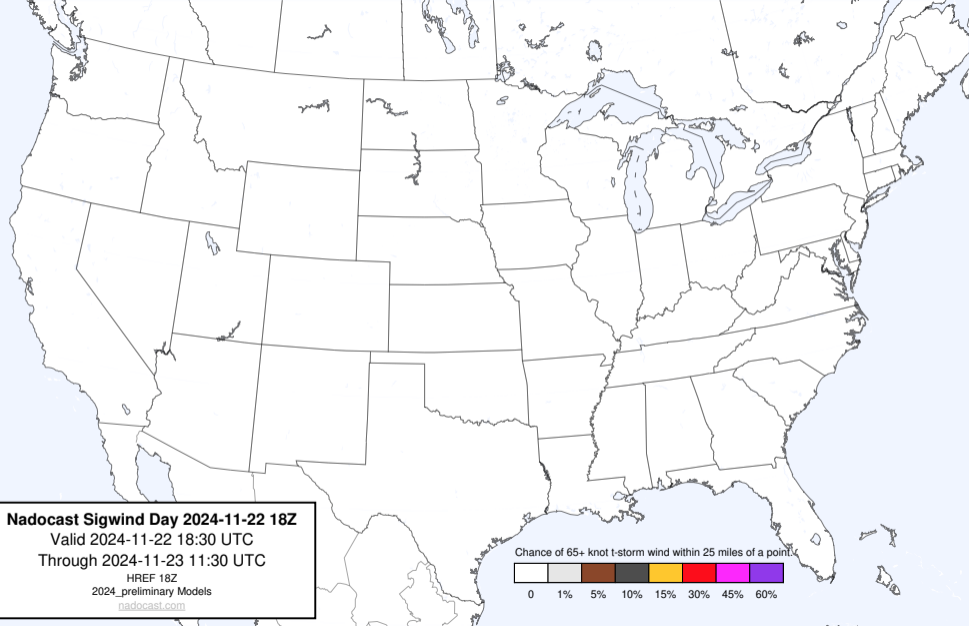 Nadocast Sigwind Day 2024-11-22 18Z
Valid 2024-11-22 18:30 UTC
Through 2024-11-23 11:30 UTC
HREF 18Z
2024_preliminary Models
nadocast.com
Chance of 65+ knot t-storm wind within 25 miles of a point.
0 1% 5% 10% 15% 30% 45% 60%